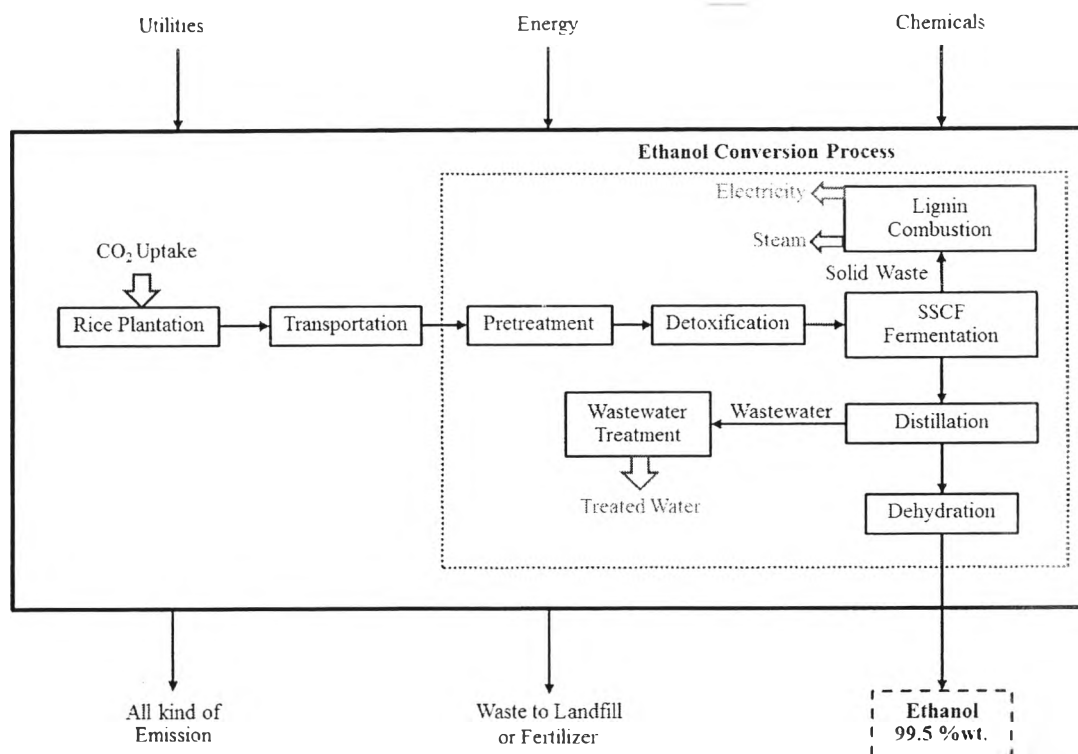 Utilities
Energy
Chemicals
Ethanol Conversion Process
Electricity
Lignin
Combustion
Steam
CO₂ Uptake
Solid Waste
Rice Plantation
Transportation
Pretreatment
Detoxification
SSCF
Fermentation
Wastewater
Treatment
Wastewater
Distillation
Treated Water
Dehydration
All kind of
Emission
Waste to Landfill
or Fertilizer
Ethanol
99.5 %wt.